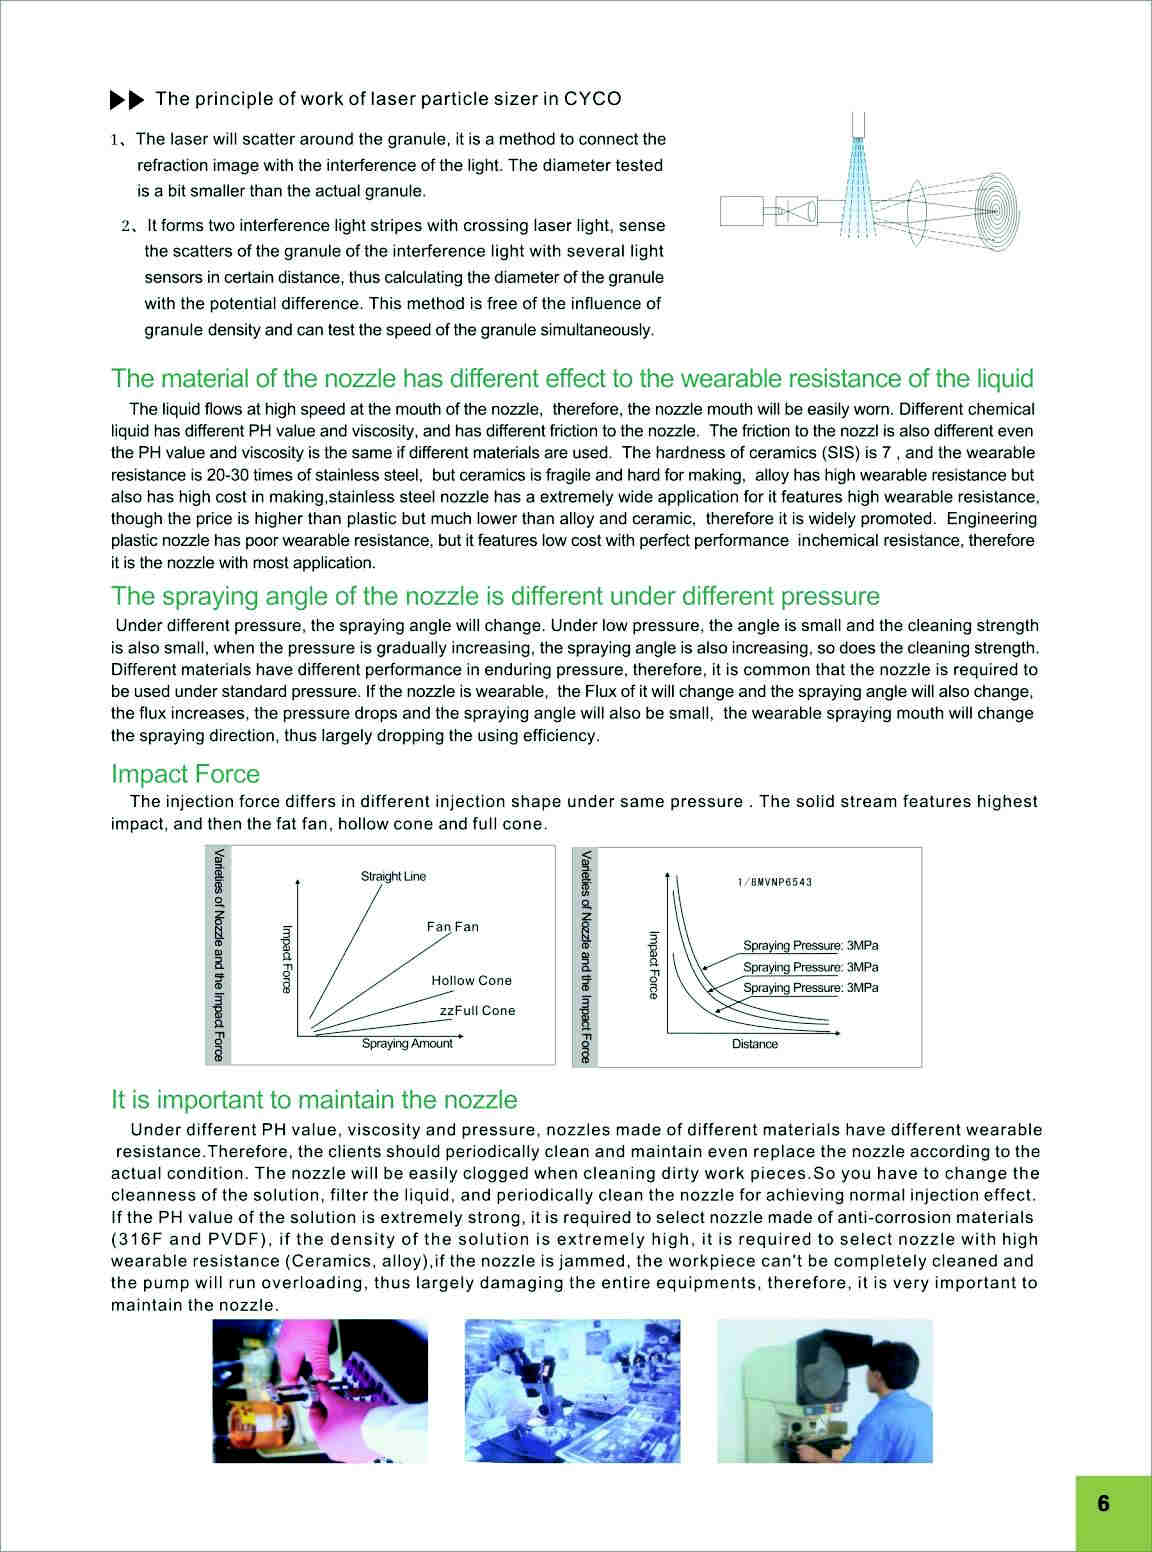 The principle of work of laser particle sizer in CYCO
1、The laser will scatter around the granule, it is a method to connect the
refraction image with the interference of the light. The diameter tested
is a bit smaller than the actual granule.
2、It forms two interference light stripes with crossing laser light, sense
the scatters of the granule of the interference light with several light
sensors in certain distance, thus calculating the diameter of the granule
with the potential difference. This method is free of the influence of
granule density and can test the speed of the granule simultaneously.
The material of the nozzle has different effect to the wearable resistance of the liquid
The liquid flows at high speed at the mouth of the nozzle, therefore, the nozzle mouth will be easily worn. Different chemical
liquid has different PH value and viscosity, and has different friction to the nozzle. The friction to the nozzl is also different even
the PH value and viscosity is the same if different materials are used. The hardness of ceramics (SIS) is 7 , and the wearable
resistance is 20-30 times of stainless steel, but ceramics is fragile and hard for making, alloy has high wearable resistance but
also has high cost in making,stainless steel nozzle has a extremely wide application for it features high wearable resistance,
though the price is higher than plastic but much lower than alloy and ceramic, therefore it is widely promoted. Engineering
plastic nozzle has poor wearable resistance, but it features low cost with perfect performance inchemical resistance, therefore
it is the nozzle with most application.
The spraying angle of the nozzle is different under different pressure
Under different pressure, the spraying angle will change. Under low pressure, the angle is small and the cleaning strength
is also small, when the pressure is gradually increasing, the spraying angle is also increasing, so does the cleaning strength.
Different materials have different performance in enduring pressure, therefore, it is common that the nozzle is required to
be used under standard pressure. If the nozzle is wearable, the Flux of it will change and the spraying angle will also change,
the flux increases, the pressure drops and the spraying angle will also be small, the wearable spraying mouth will change
the spraying direction, thus largely dropping the using efficiency.
Impact Force
The injection force differs in different injection shape under same pressure . The solid stream features highest
impact, and then the fat fan, hollow cone and full cone.
Varieties of Nozzle and the Impact Force
Impact Force
Straight Line
Fan Fan
Hollow Cone
zzFull Cone
Spraying Amount
Varieties of Nozzle and the Impact Force
Impact Force
1/8MVNP6543
Spraying Pressure: 3MPa
Spraying Pressure: 3MPa
Spraying Pressure: 3MPa
Distance
It is important to maintain the nozzle
Under different PH value, viscosity and pressure, nozzles made of different materials have different wearable
resistance.Therefore, the clients should periodically clean and maintain even replace the nozzle according to the
actual condition. The nozzle will be easily clogged when cleaning dirty work pieces.So you have to change the
cleanness of the solution, filter the liquid, and periodically clean the nozzle for achieving normal injection effect.
If the PH value of the solution is extremely strong, it is required to select nozzle made of anti-corrosion materials
(316F and PVDF), if the density of the solution is extremely high, it is required to select nozzle with high
wearable resistance (Ceramics, alloy),if the nozzle is jammed, the workpiece can't be completely cleaned and
the pump will run overloading, thus largely damaging the entire equipments, therefore, it is very important to
maintain the nozzle.
6